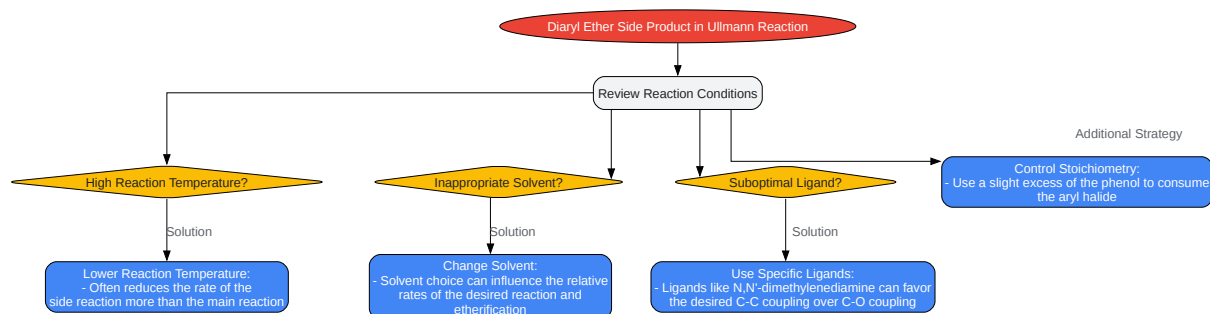 Diaryl Ether Side Product in Ullmann Reaction
Review Reaction Conditions
Additional Strategy
High Reaction Temperature?
Inappropriate Solvent?
Suboptimal Ligand?
Control Stoichiometry:
- Use a slight excess of the phenol to consume
the aryl halide
Solution
Solution
Solution
Lower Reaction Temperature:
- Often reduces the rate of the
side reaction more than the main reaction
Change Solvent:
- Solvent choice can influence the relative
rates of the desired reaction and
etherification
Use Specific Ligands:
- Ligands like N,N'-dimethylenediamine can favor
the desired C-C coupling over C-O coupling